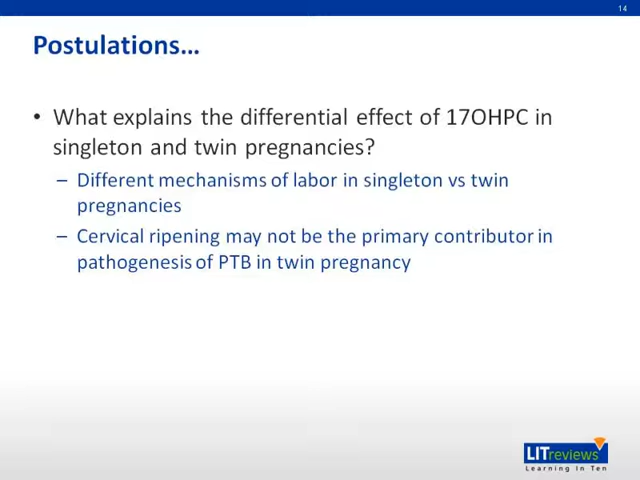 14
Postulations…
• What explains the differential effect of 17OHPC in
singleton and twin pregnancies?
– Different mechanisms of labor in singleton vs twin
pregnancies
– Cervical ripening may not be the primary contributor in
pathogenesis of PTB in twin pregnancy
LITreviews
Learning In Ten